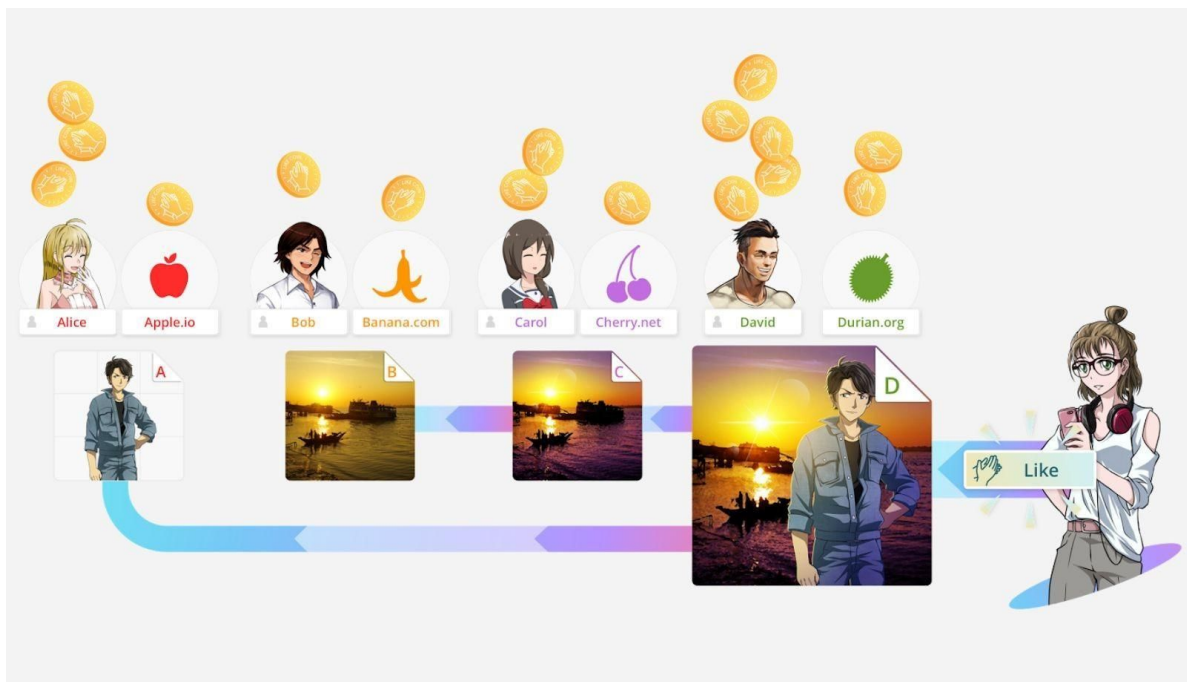 Alice
Apple.io
Bob
Banana.com
Carol
Cherry.net
David
Durian.org
A
B
C
D
Like